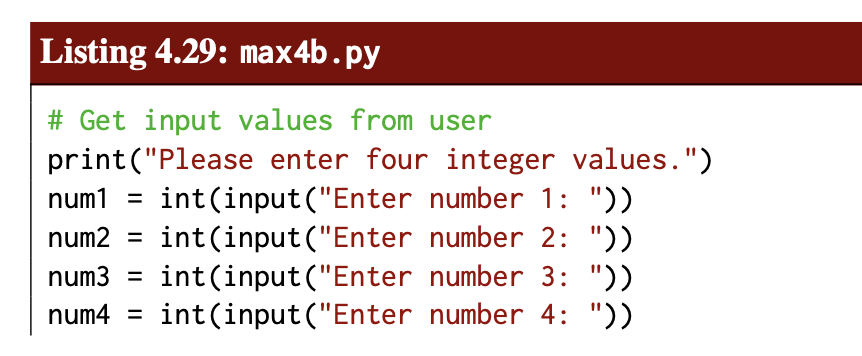 Listing 4.29: max4b.py
# Get input values from user
print("Please enter four integer values.")
num1 = int(input("Enter number 1: "))
num2 = int(input("Enter number 2: "))
num3 = int(input("Enter number 3: "))
num4 = int(input("Enter number 4: "))